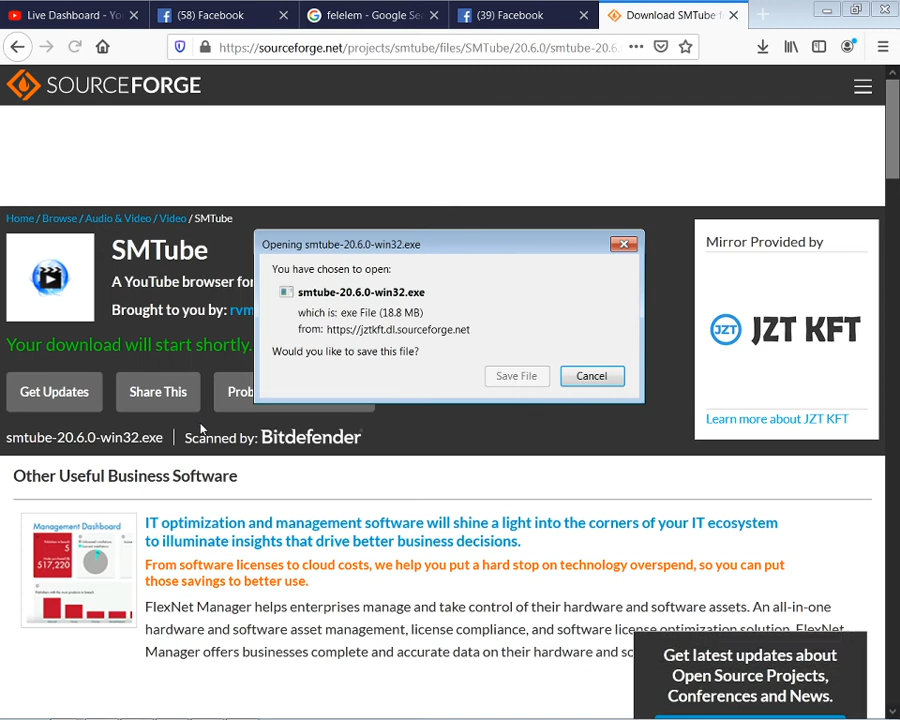 Live Dashboard - Yo
(58) Facebook
felelem - Google Se
(39) Facebook
Download SMTube f
https://sourceforge.net/projects/smtube/files/SMTube/20.6.0/smtube-20.6.
SOURCEFORGE
Home / Browse / Audio & Video / Video / SMTube
SMTube
A YouTube browser for
Brought to you by: rvm
Your download will start shortly.
Get Updates
Share This
Prob
smtube-20.6.0-win32.exe
Scanned by: Bitdefender
Opening smtube-20.6.0-win32.exe
You have chosen to open:
smtube-20.6.0-win32.exe
which is: exe File (18.8 MB)
from: https://jztkft.dl.sourceforge.net
Would you like to save this file?
Save File
Cancel
Mirror Provided by
JZT JZT KFT
Learn more about JZT KFT
Other Useful Business Software
Management Dashboard
5
517,220
IT optimization and management software will shine a light into the corners of your IT ecosystem
to illuminate insights that drive better business decisions.
From software licenses to cloud costs, we help you put a hard stop on technology overspend, so you can put
those savings to better use.
FlexNet Manager helps enterprises manage and take control of their hardware and software assets. An all-in-one
hardware and software asset management, license compliance, and software license optimization solution, FlexNet
Manager offers businesses complete and accurate data on their hardware and so
Get latest updates about
Open Source Projects,
Conferences and News.